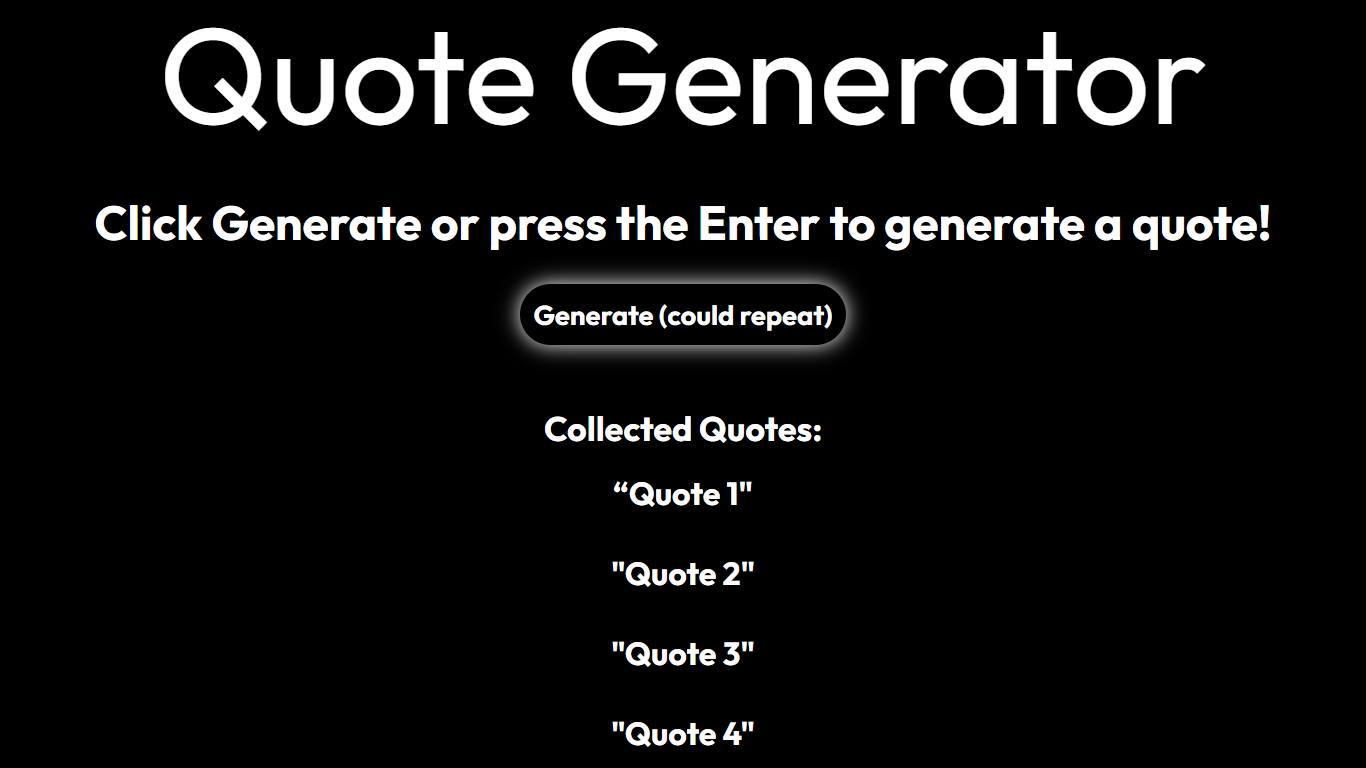 Quote Generator
Click Generate or press the Enter to generate a quote!
Generate (could repeat)
Collected Quotes:
“Quote 1"
"Quote 2"
"Quote 3"
"Quote 4"